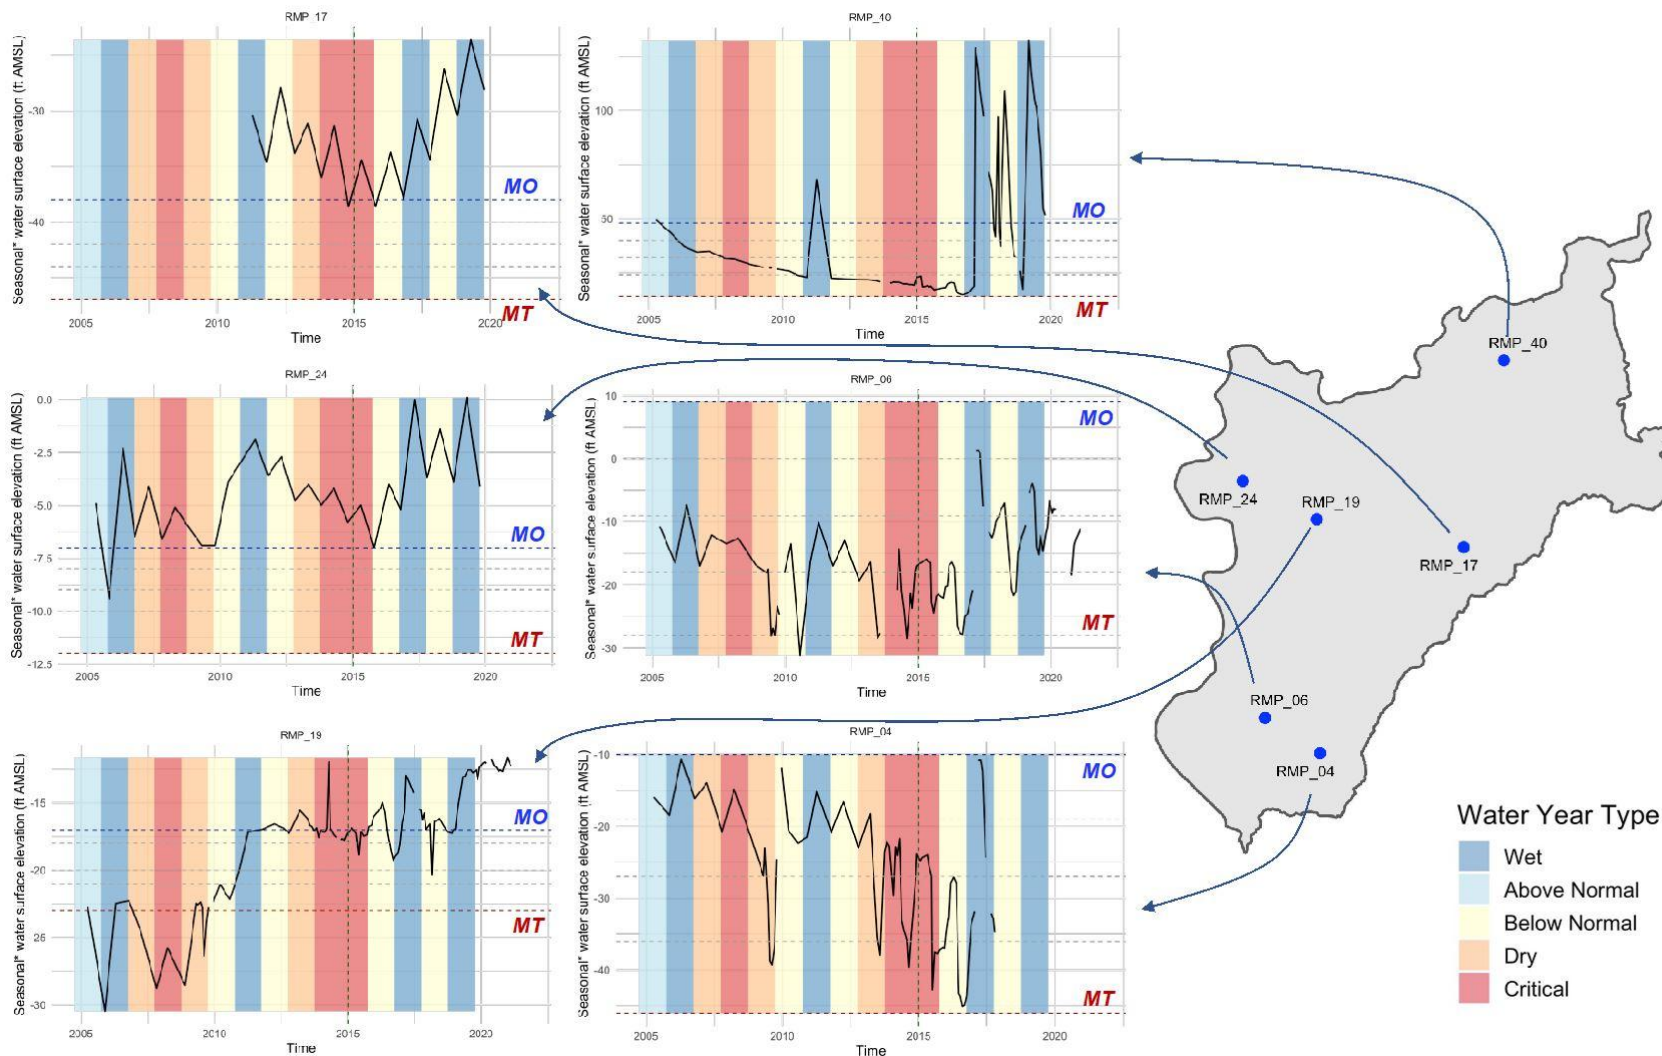 RMP_17
Seasonal* water surface elevation (ft AMSL)
-30
-40
MO
MT
2005
2010
2015
2020
Time
RMP_40
Seasonal* water surface elevation (ft AMSL)
100
50
MO
MT
2005
2010
2015
2020
Time
RMP_24
Seasonal* water surface elevation (ft AMSL)
0.0
-2.5
-5.0
-7.5
-10.0
-12.5
MO
MT
2005
2010
2015
2020
Time
RMP_06
Seasonal* water surface elevation (ft AMSL)
10
0
-10
-20
-30
MO
MT
2005
2010
2015
2020
Time
RMP_19
Seasonal* water surface elevation (ft AMSL)
-15
-20
-30
MO
MT
2005
2010
2015
2020
Time
RMP_04
Seasonal* water surface elevation (ft AMSL)
-10
-20
-30
-40
MO
MT
2005
2010
2015
2020
Time
RMP_40
RMP_24
RMP_19
RMP_17
RMP_06
RMP_04
Water Year Type
Wet
Above Normal
Below Normal
Dry
Critical